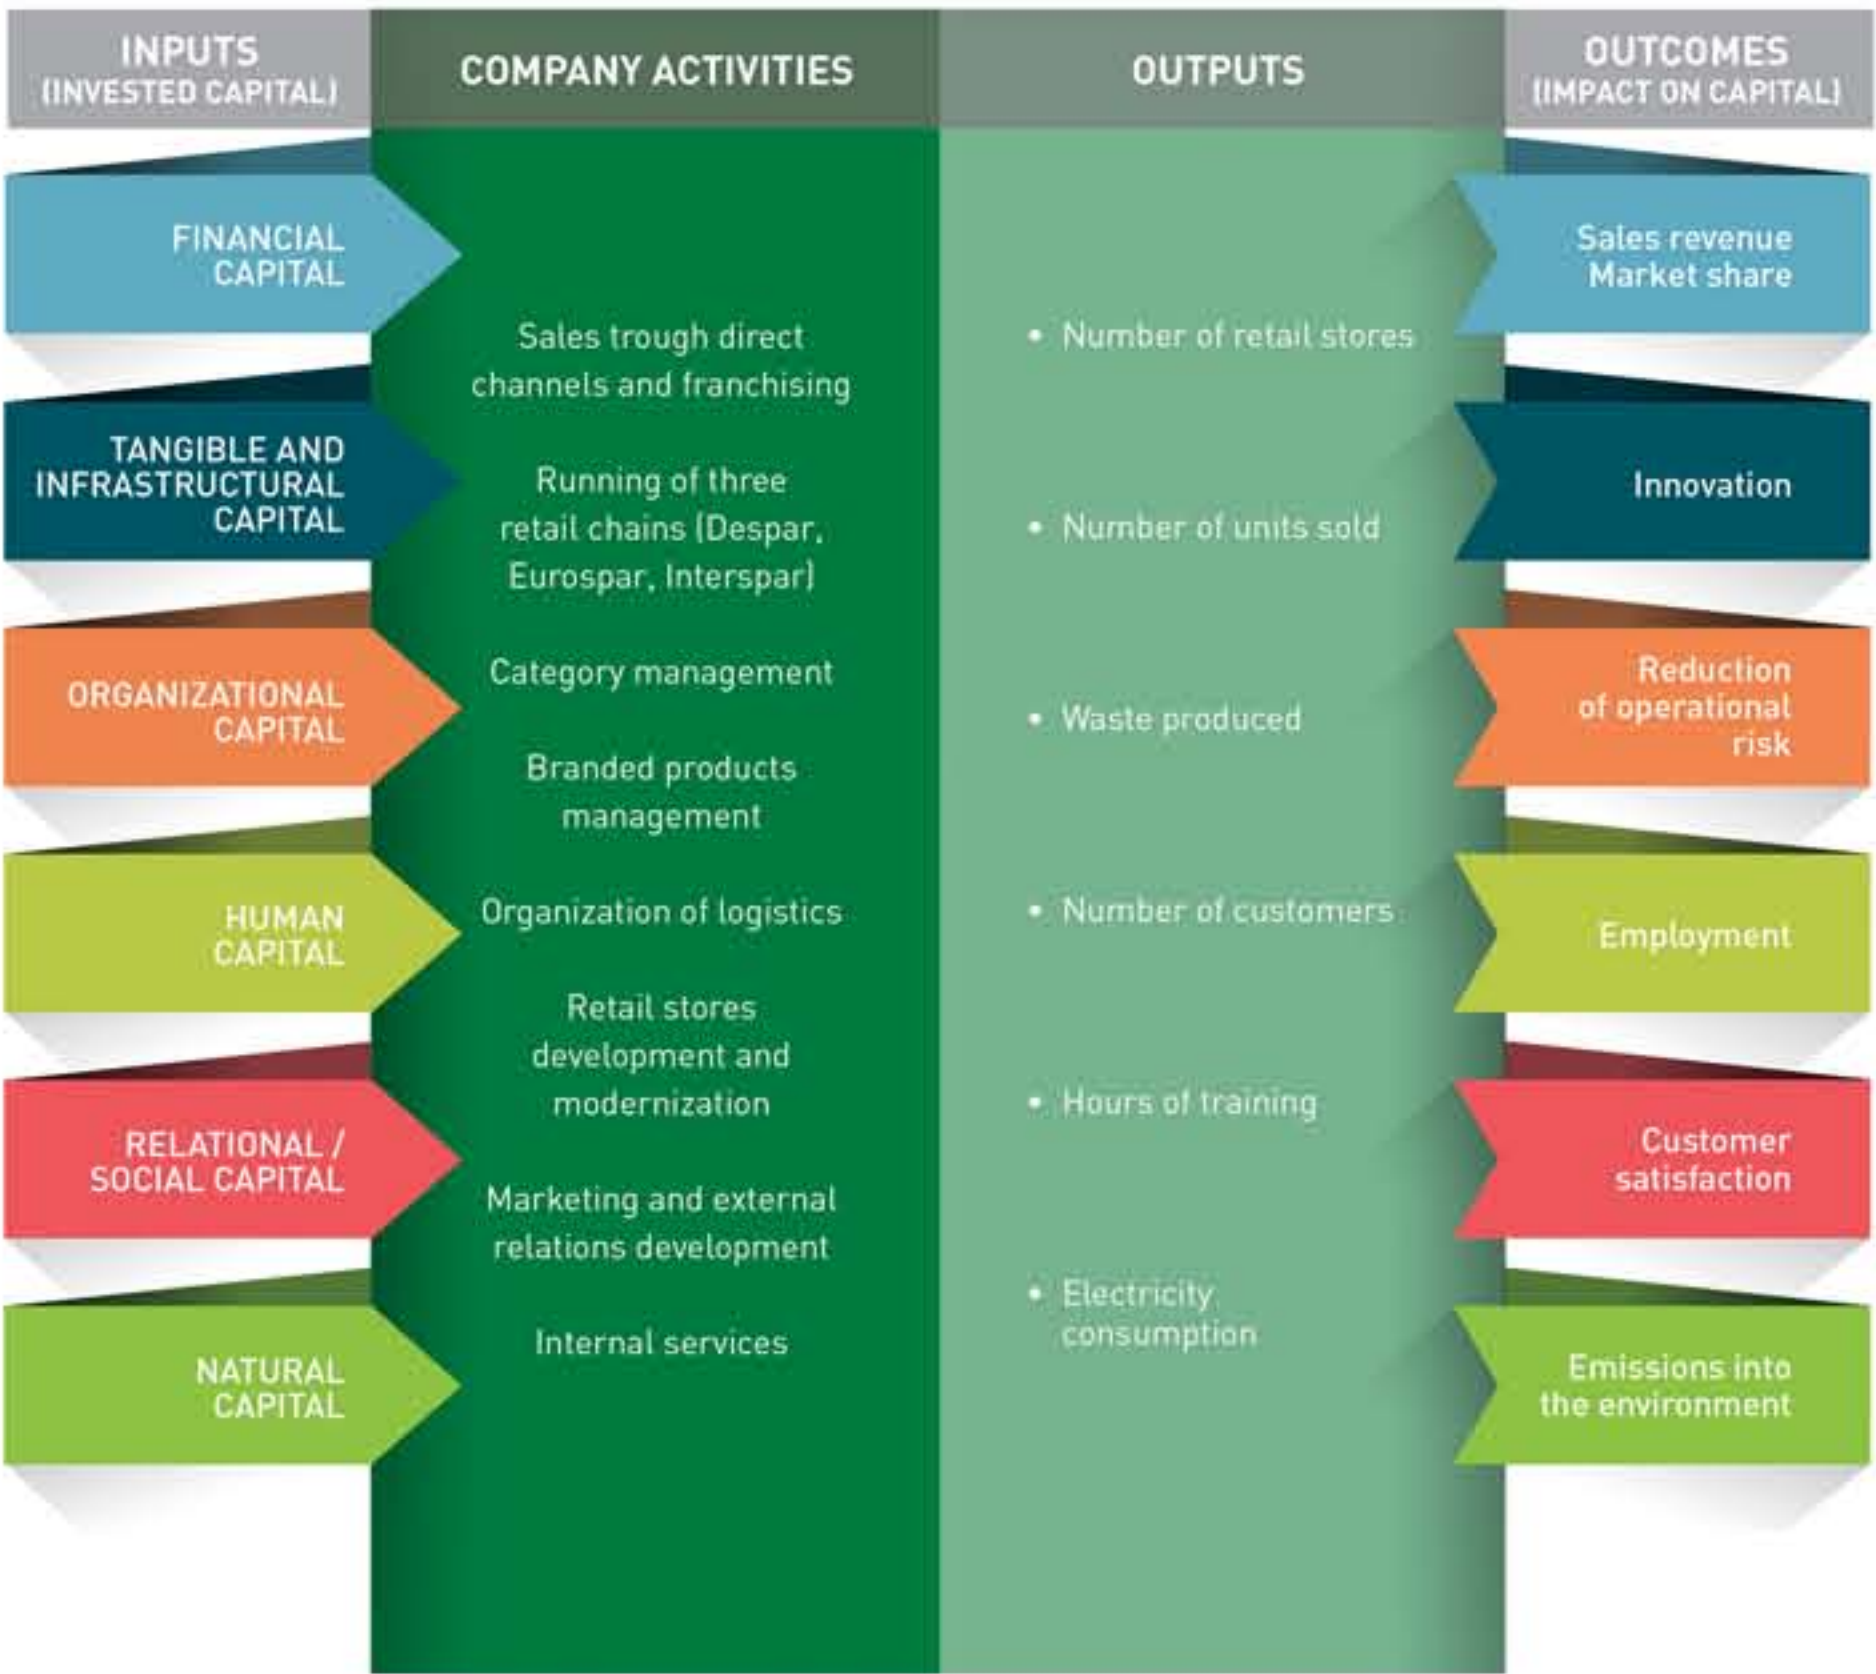 INPUTS
(INVESTED CAPITAL)
COMPANY ACTIVITIES
OUTPUTS
OUTCOMES
(IMPACT ON CAPITAL)
FINANCIAL
CAPITAL
TANGIBLE AND
INFRASTRUCTURAL
CAPITAL
ORGANIZATIONAL
CAPITAL
HUMAN
CAPITAL
RELATIONAL /
SOCIAL CAPITAL
NATURAL
CAPITAL
Sales trough direct
channels and franchising
Running of three
retail chains (Despar,
Eurospar, Interspar)
Category management
Branded products
management
Organization of logistics
Retail stores
development and
modernization
Marketing and external
relations development
Internal services
• Number of retail stores
• Number of units sold
• Waste produced
• Number of customers
• Hours of training
• Electricity
consumption
Sales revenue
Market share
Innovation
Reduction
of operational
risk
Employment
Customer
satisfaction
Emissions into
the environment